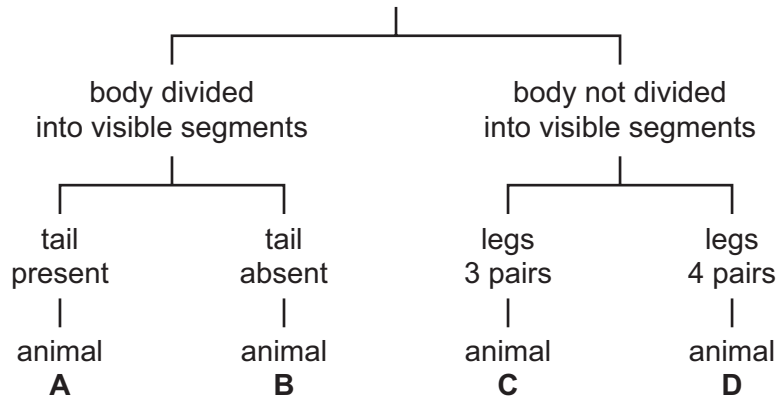 body divided
into visible segments
body not divided
into visible segments
tail
present
tail
absent
legs
3 pairs
legs
4 pairs
animal
A
animal
B
animal
C
animal
D